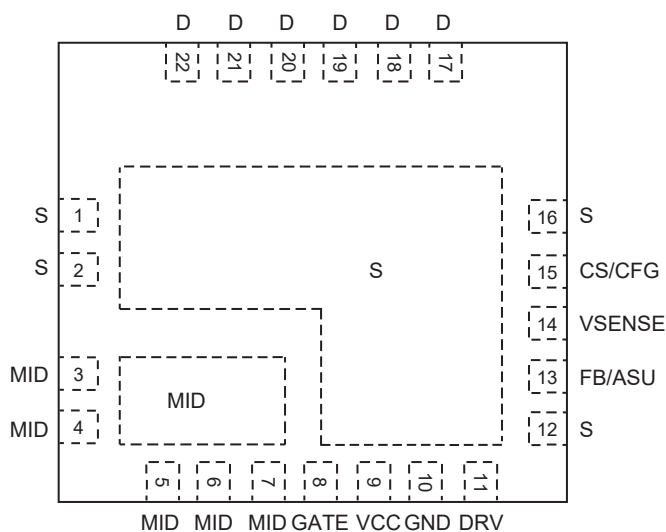 D D D D D D
22 21 20 19 18 17
S 1 16 S
S 2 S 15 CS/CFG
14 VSENSE
MID 3 13 FB/ASU
MID
MID 4 12 S
5 6 7 8 9 10 11
MID MID MID GATE VCC GND DRV